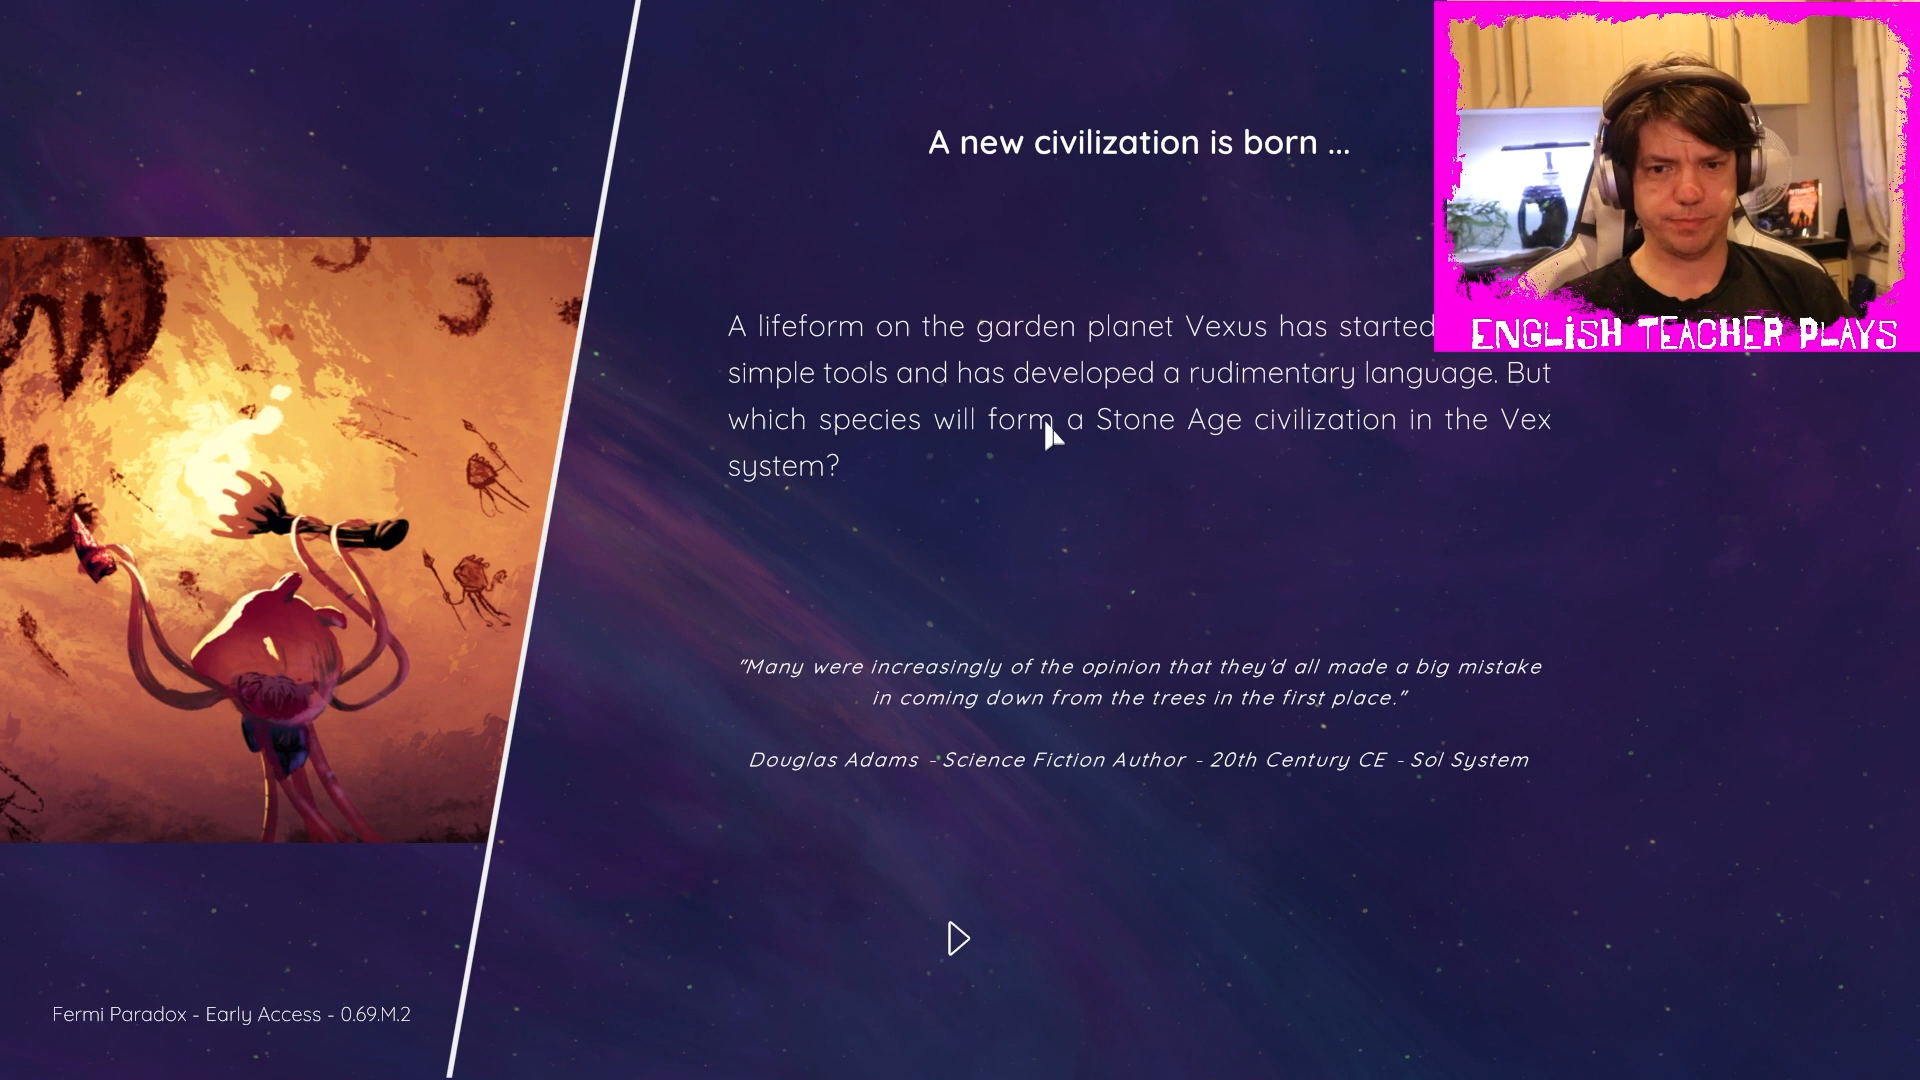 A new civilization is born ...
A lifeform on the garden planet Vexus has started
simple tools and has developed a rudimentary language. But
which species will form a Stone Age civilization in the Vex
system?
"Many were increasingly of the opinion that they'd all made a big mistake
in coming down from the trees in the first place."
Douglas Adams - Science Fiction Author - 20th Century CE - Sol System
Fermi Paradox - Early Access - 0.69.M.2
ENGLISH TEACHER PLAYS